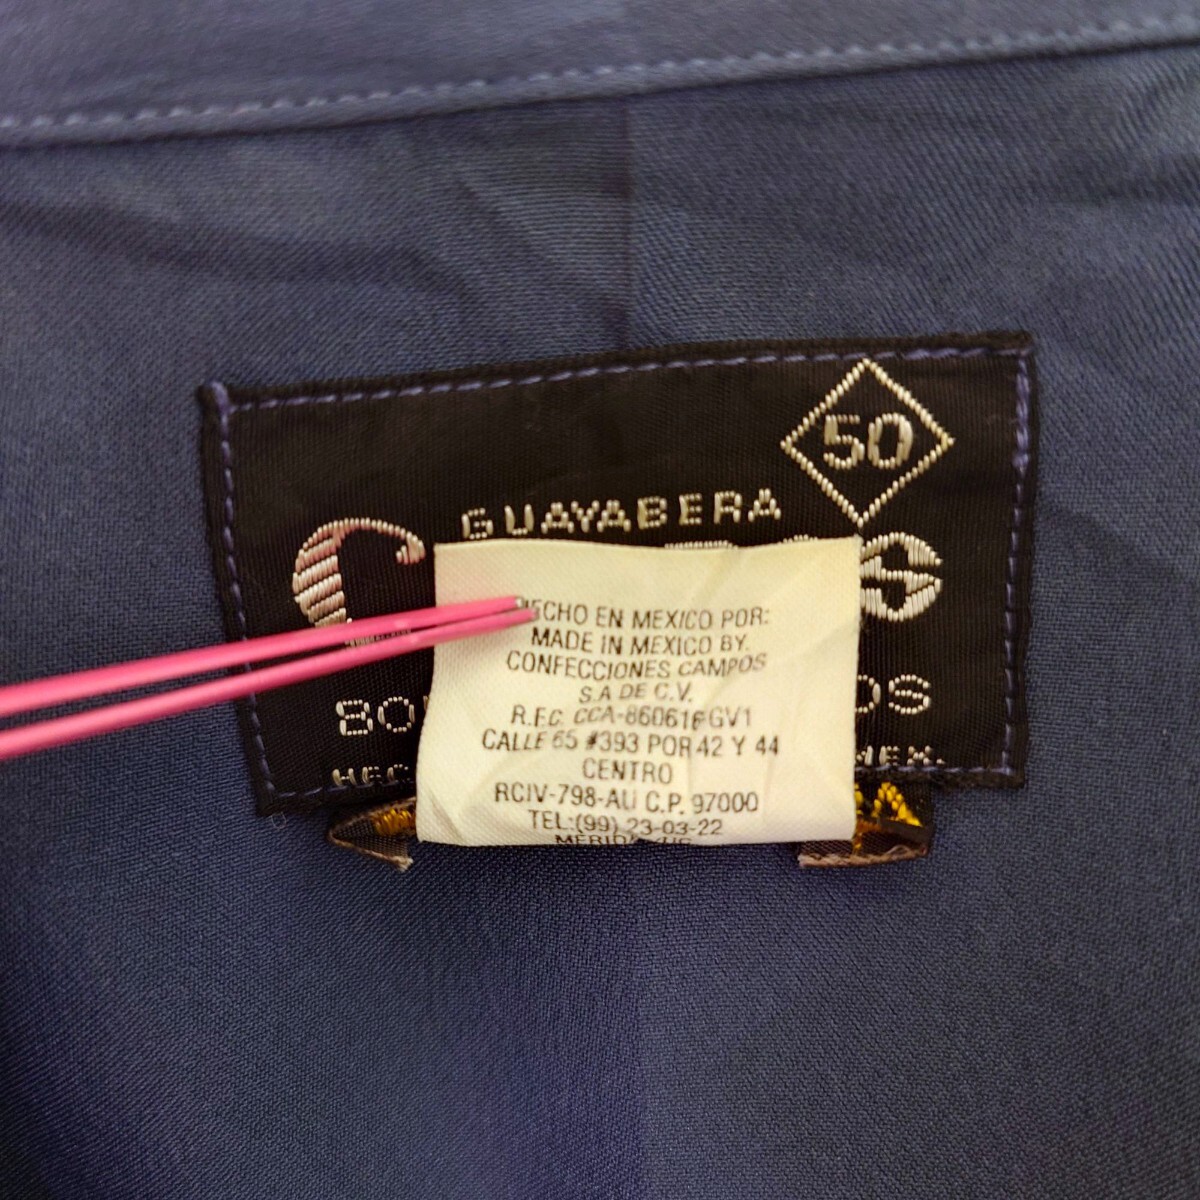 50
GUAYABERA
HECHO EN MEXICO POR:
MADE IN MEXICO BY.
CONFECCIONES CAMPOS
S.A DE C.V.
R.F.C. CCA-860616
CALLE 65 #393 POR 42 Y 44
CENTRO
RCIV-798-AU C.P. 97000
TEL:(99) 23-03-22
MEX.